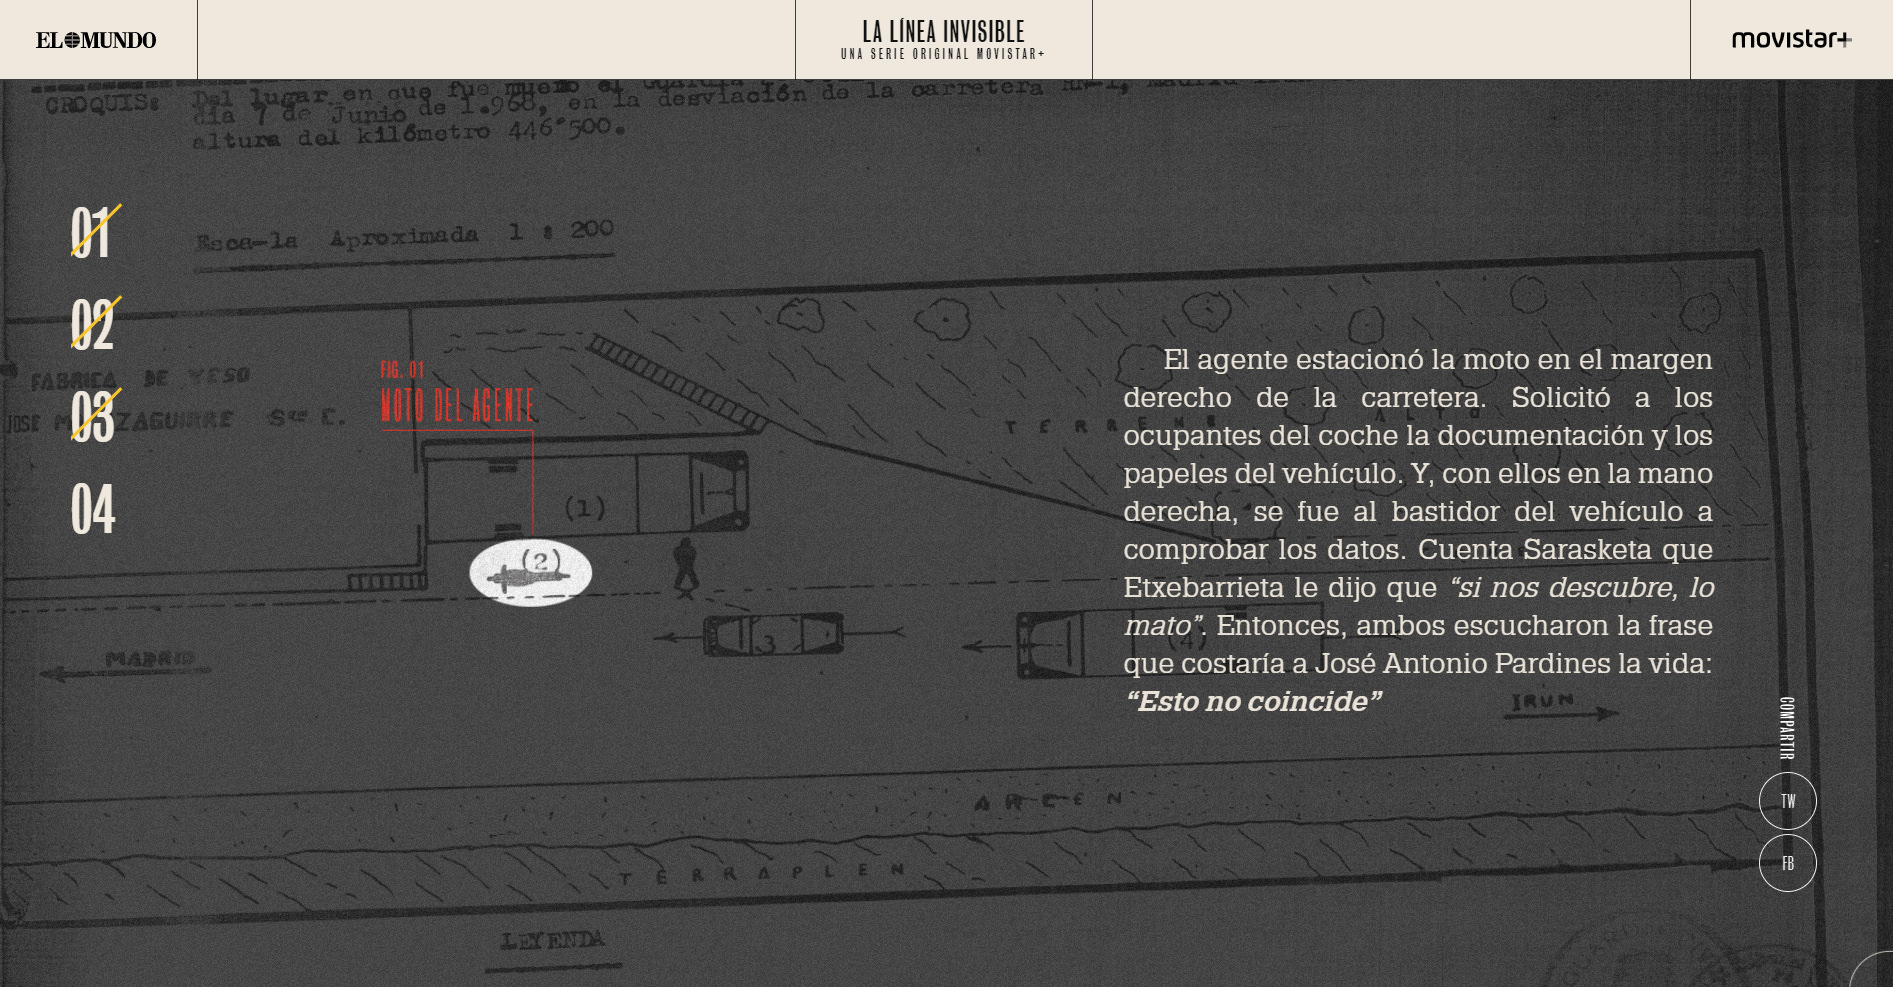 EL MUNDO
LA LÍNEA INVISIBLE
UNA SERIE ORIGINAL MOVISTAR+
movistar+
CROQUIS: Del lugar en que fue muerto el Guardia
día 7 de Junio de 1.968, en la desviación de la carretera
altura del kilómetro 446'500.
Esca-la Aproximada 1 : 200
01
02
03
04
FABRICA DE YESO
JOSE
FIG. 01
MOTO DEL AGENTE
(1)
(2)
3
(4)
TERRENO ALTO
El agente estacionó la moto en el margen
derecho de la carretera. Solicitó a los
ocupantes del coche la documentación y los
papeles del vehículo. Y, con ellos en la mano
derecha, se fue al bastidor del vehículo a
comprobar los datos. Cuenta Sarasketa que
Etxebarrieta le dijo que “si nos descubre, lo
mato”. Entonces, ambos escucharon la frase
que costaría a José Antonio Pardines la vida:
“Esto no coincide”
MADRID
IRUN
COMPARTIR
TW
FB
ARCEN
TERRAPLEN
LEYENDA